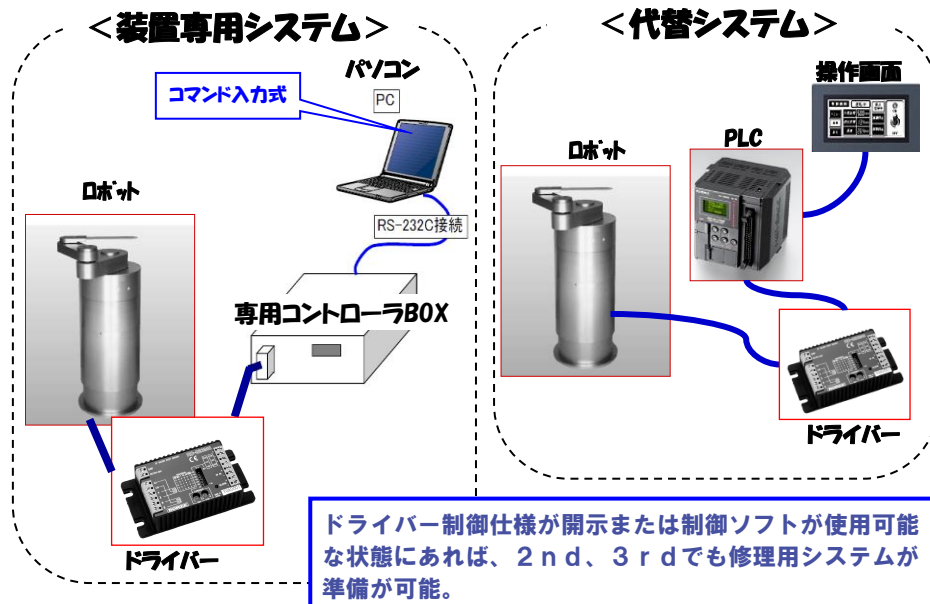 ＜装置専用システム＞
パソコン
コマンド入力式
PC
ロボット
RS-232C接続
専用コントローラBOX
ドライバー
＜代替システム＞
操作画面
PLC
ロボット
ドライバー
ドライバー制御仕様が開示または制御ソフトが使用可能
な状態にあれば、２ｎｄ、３ｒｄでも修理用システムが
準備が可能。